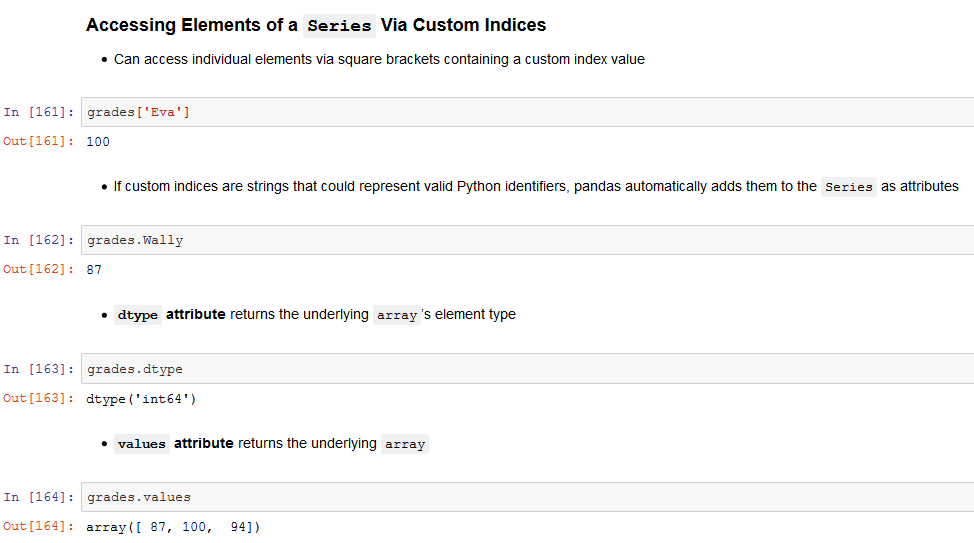 Accessing Elements of a Series Via Custom Indices
• Can access individual elements via square brackets containing a custom index value
In [161]: grades['Eva']
Out[161]: 100
• If custom indices are strings that could represent valid Python identifiers, pandas automatically adds them to the Series as attributes
In [162]: grades.Wally
Out[162]: 87
• dtype attribute returns the underlying array's element type
In [163]: grades.dtype
Out[163]: dtype('int64')
• values attribute returns the underlying array
In [164]: grades.values
Out[164]: array([ 87, 100,  94])